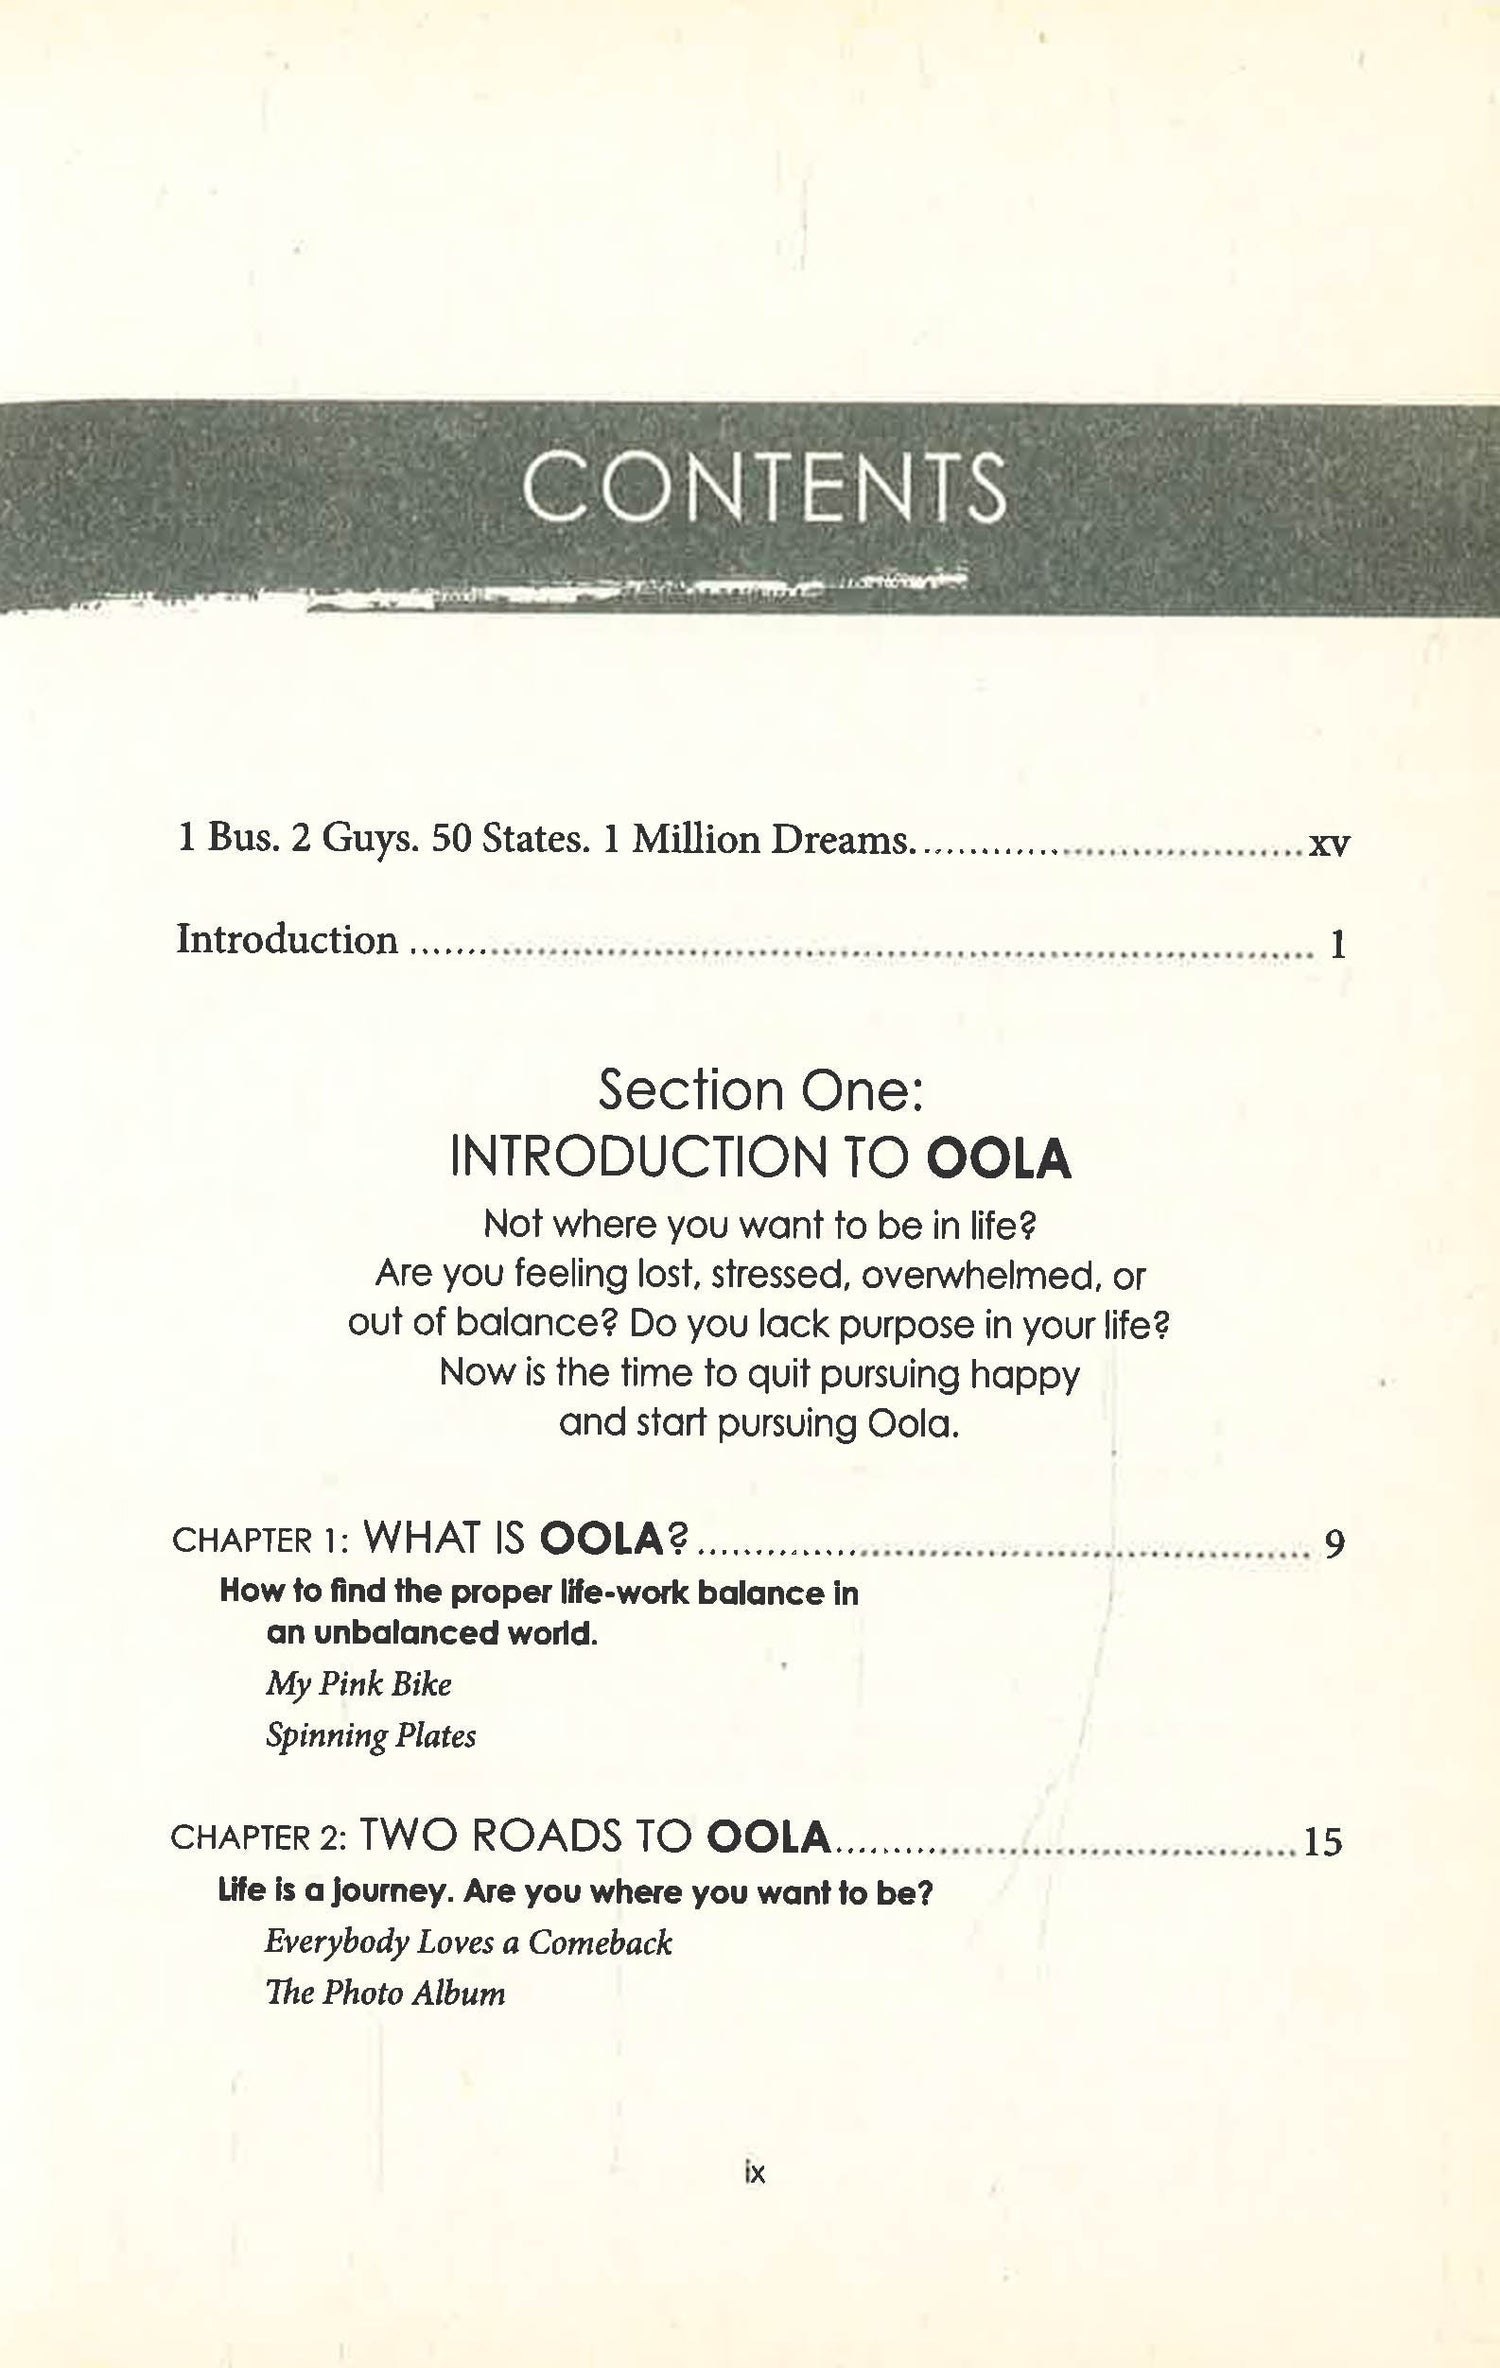 CONTENTS
1 Bus. 2 Guys. 50 States. 1 Million Dreams. xv
Introduction 1
Section One:
INTRODUCTION TO OOLA
Not where you want to be in life?
Are you feeling lost, stressed, overwhelmed, or
out of balance? Do you lack purpose in your life?
Now is the time to quit pursuing happy
and start pursuing Oola.
CHAPTER 1: WHAT IS OOLA? 9
How to find the proper life-work balance in
an unbalanced world.
My Pink Bike
Spinning Plates
CHAPTER 2: TWO ROADS TO OOLA 15
Life is a journey. Are you where you want to be?
Everybody Loves a Comeback
The Photo Album
ix